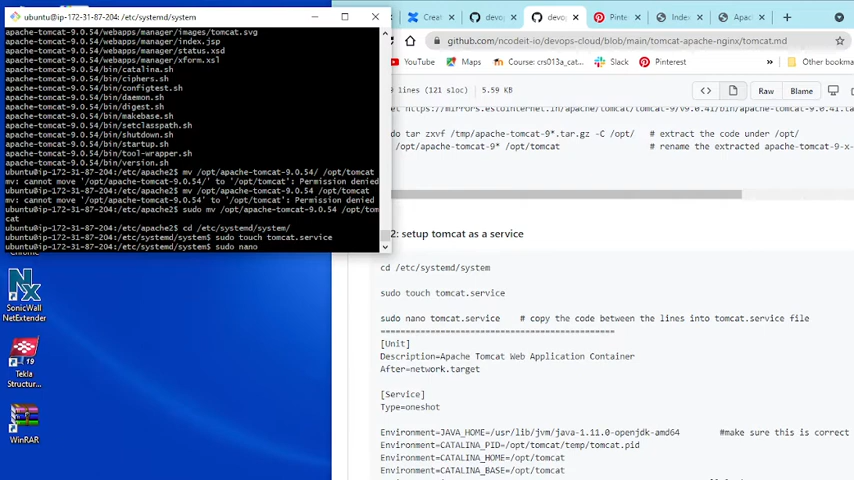 ubuntu@ip-172-31-87-204: /etc/systemd/system
apache-tomcat-9.0.54/webapps/manager/images/tomcat.svg
apache-tomcat-9.0.54/webapps/manager/index.jsp
apache-tomcat-9.0.54/webapps/manager/status.xsd
apache-tomcat-9.0.54/webapps/manager/xform.xsl
apache-tomcat-9.0.54/bin/catalina.sh
apache-tomcat-9.0.54/bin/ciphers.sh
apache-tomcat-9.0.54/bin/configtest.sh
apache-tomcat-9.0.54/bin/daemon.sh
apache-tomcat-9.0.54/bin/digest.sh
apache-tomcat-9.0.54/bin/makebase.sh
apache-tomcat-9.0.54/bin/setclasspath.sh
apache-tomcat-9.0.54/bin/shutdown.sh
apache-tomcat-9.0.54/bin/startup.sh
apache-tomcat-9.0.54/bin/tool-wrapper.sh
apache-tomcat-9.0.54/bin/version.sh
ubuntu@ip-172-31-87-204:/etc/apache2$ mv /opt/apache-tomcat-9.0.54/ /opt/tomcat
mv: cannot move '/opt/apache-tomcat-9.0.54/' to '/opt/tomcat': Permission denied
ubuntu@ip-172-31-87-204:/etc/apache2$ mv /opt/apache-tomcat-9.0.54 /opt/tomcat
mv: cannot move '/opt/apache-tomcat-9.0.54' to '/opt/tomcat': Permission denied
ubuntu@ip-172-31-87-204:/etc/apache2$ sudo mv /opt/apache-tomcat-9.0.54 /opt/tom
cat
ubuntu@ip-172-31-87-204:/etc/apache2$ cd /etc/systemd/system/
ubuntu@ip-172-31-87-204:/etc/systemd/system$ sudo touch tomcat.service
ubuntu@ip-172-31-87-204:/etc/systemd/system$ sudo nano
SonicWall
NetExtender
19
Tekla
Structur...
WinRAR
Creat
devo
devo
Pinte
Index
Apac
github.com/ncodeit-io/devops-cloud/blob/main/tomcat-apache-nginx/tomcat.md
YouTube
Maps
Course: crs013a_cer...
Slack
Pinterest
lines (121 sloc)
5.59 KB
Raw
Blame
udo tar zxvf /tmp/apache-tomcat-9*.tar.gz -C /opt/ # extract the code under /opt/
/opt/apache-tomcat-9* /opt/tomcat # rename the extracted apache-tomcat-9-x-
2: setup tomcat as a service
cd /etc/systemd/system
sudo touch tomcat.service
sudo nano tomcat.service # copy the code between the lines into tomcat.service file
[Unit]
Description=Apache Tomcat Web Application Container
After=network.target
[Service]
Type=oneshot
Environment=JAVA_HOME=/usr/lib/jvm/java-1.11.0-openjdk-amd64 #make sure this is correct
Environment=CATALINA_PID=/opt/tomcat/temp/tomcat.pid
Environment=CATALINA_HOME=/opt/tomcat
Environment=CATALINA_BASE=/opt/tomcat